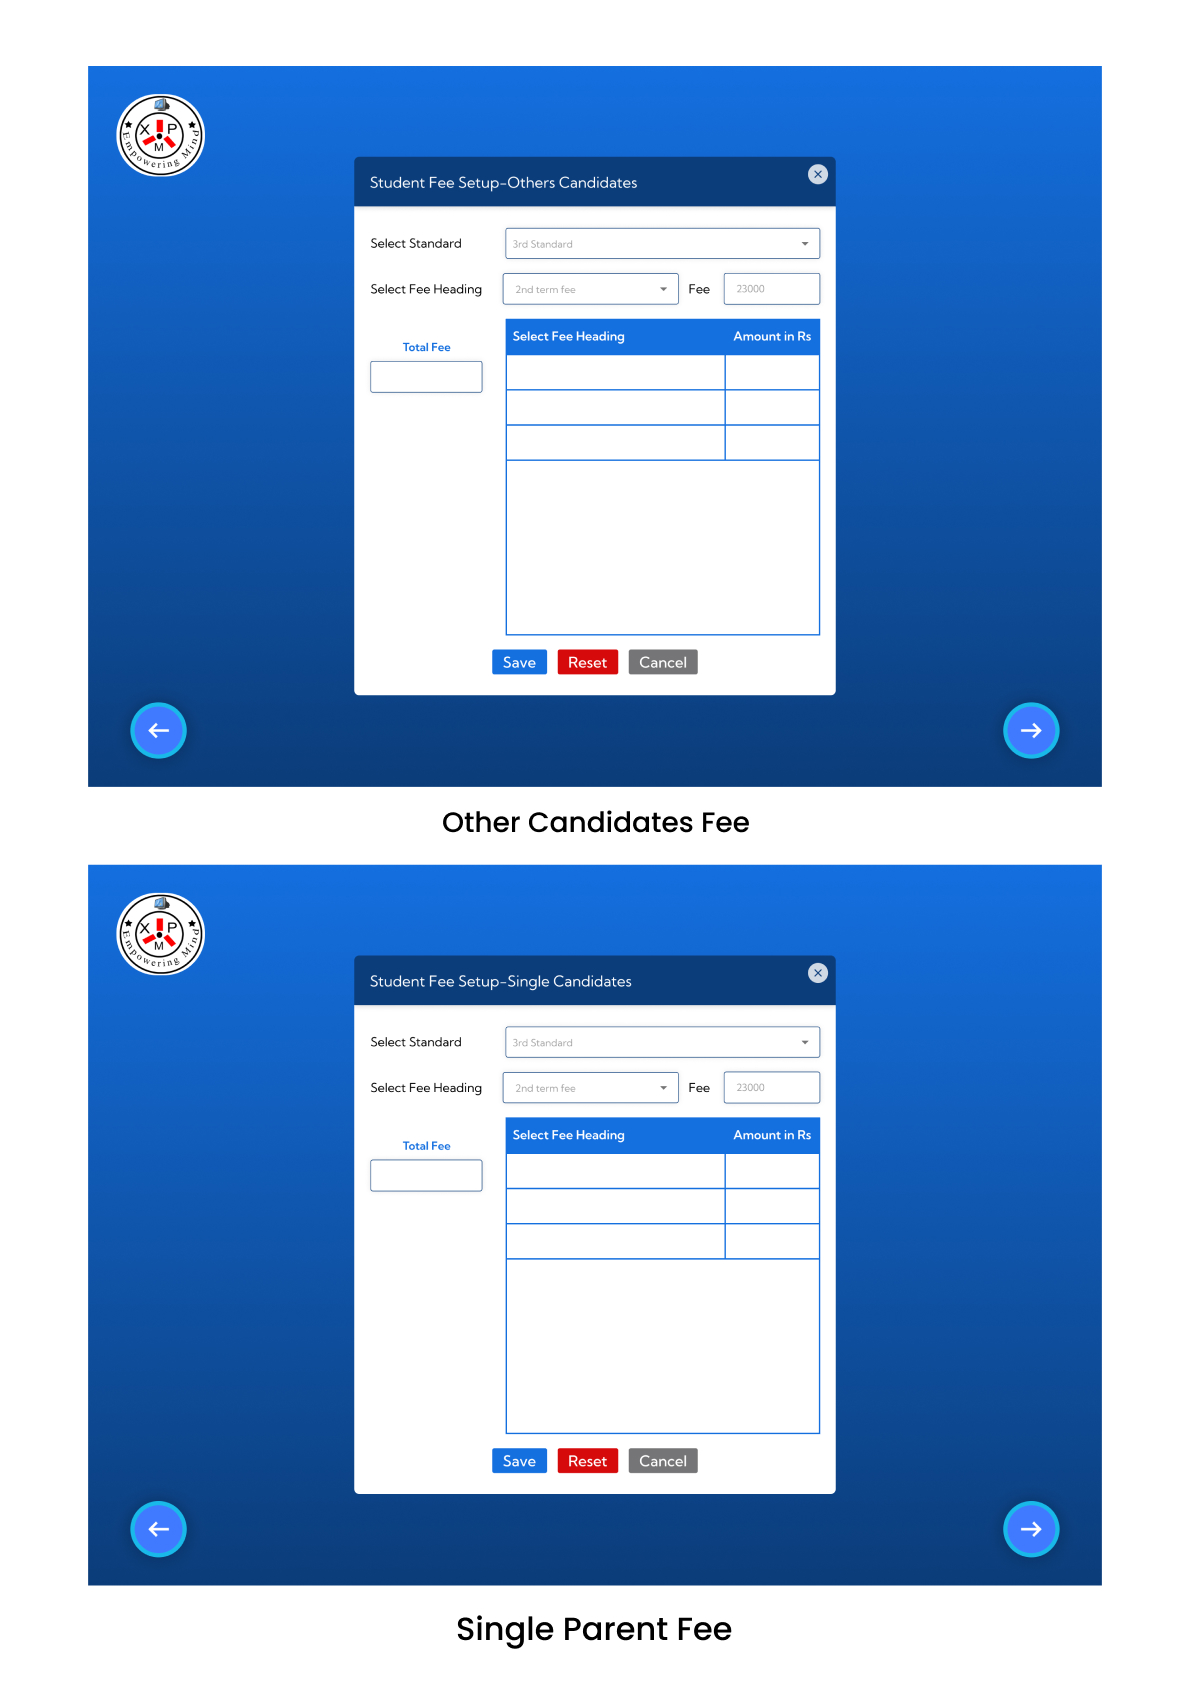 X P
M
Empowering Minp
Student Fee Setup-Others Candidates
Select Standard
3rd Standard
Select Fee Heading
2nd term fee
Fee
23000
Total Fee
Select Fee Heading
Amount in Rs
Save
Reset
Cancel
Other Candidates Fee
X P
M
Empowering Minp
Student Fee Setup-Single Candidates
Select Standard
3rd Standard
Select Fee Heading
2nd term fee
Fee
23000
Total Fee
Select Fee Heading
Amount in Rs
Save
Reset
Cancel
Single Parent Fee